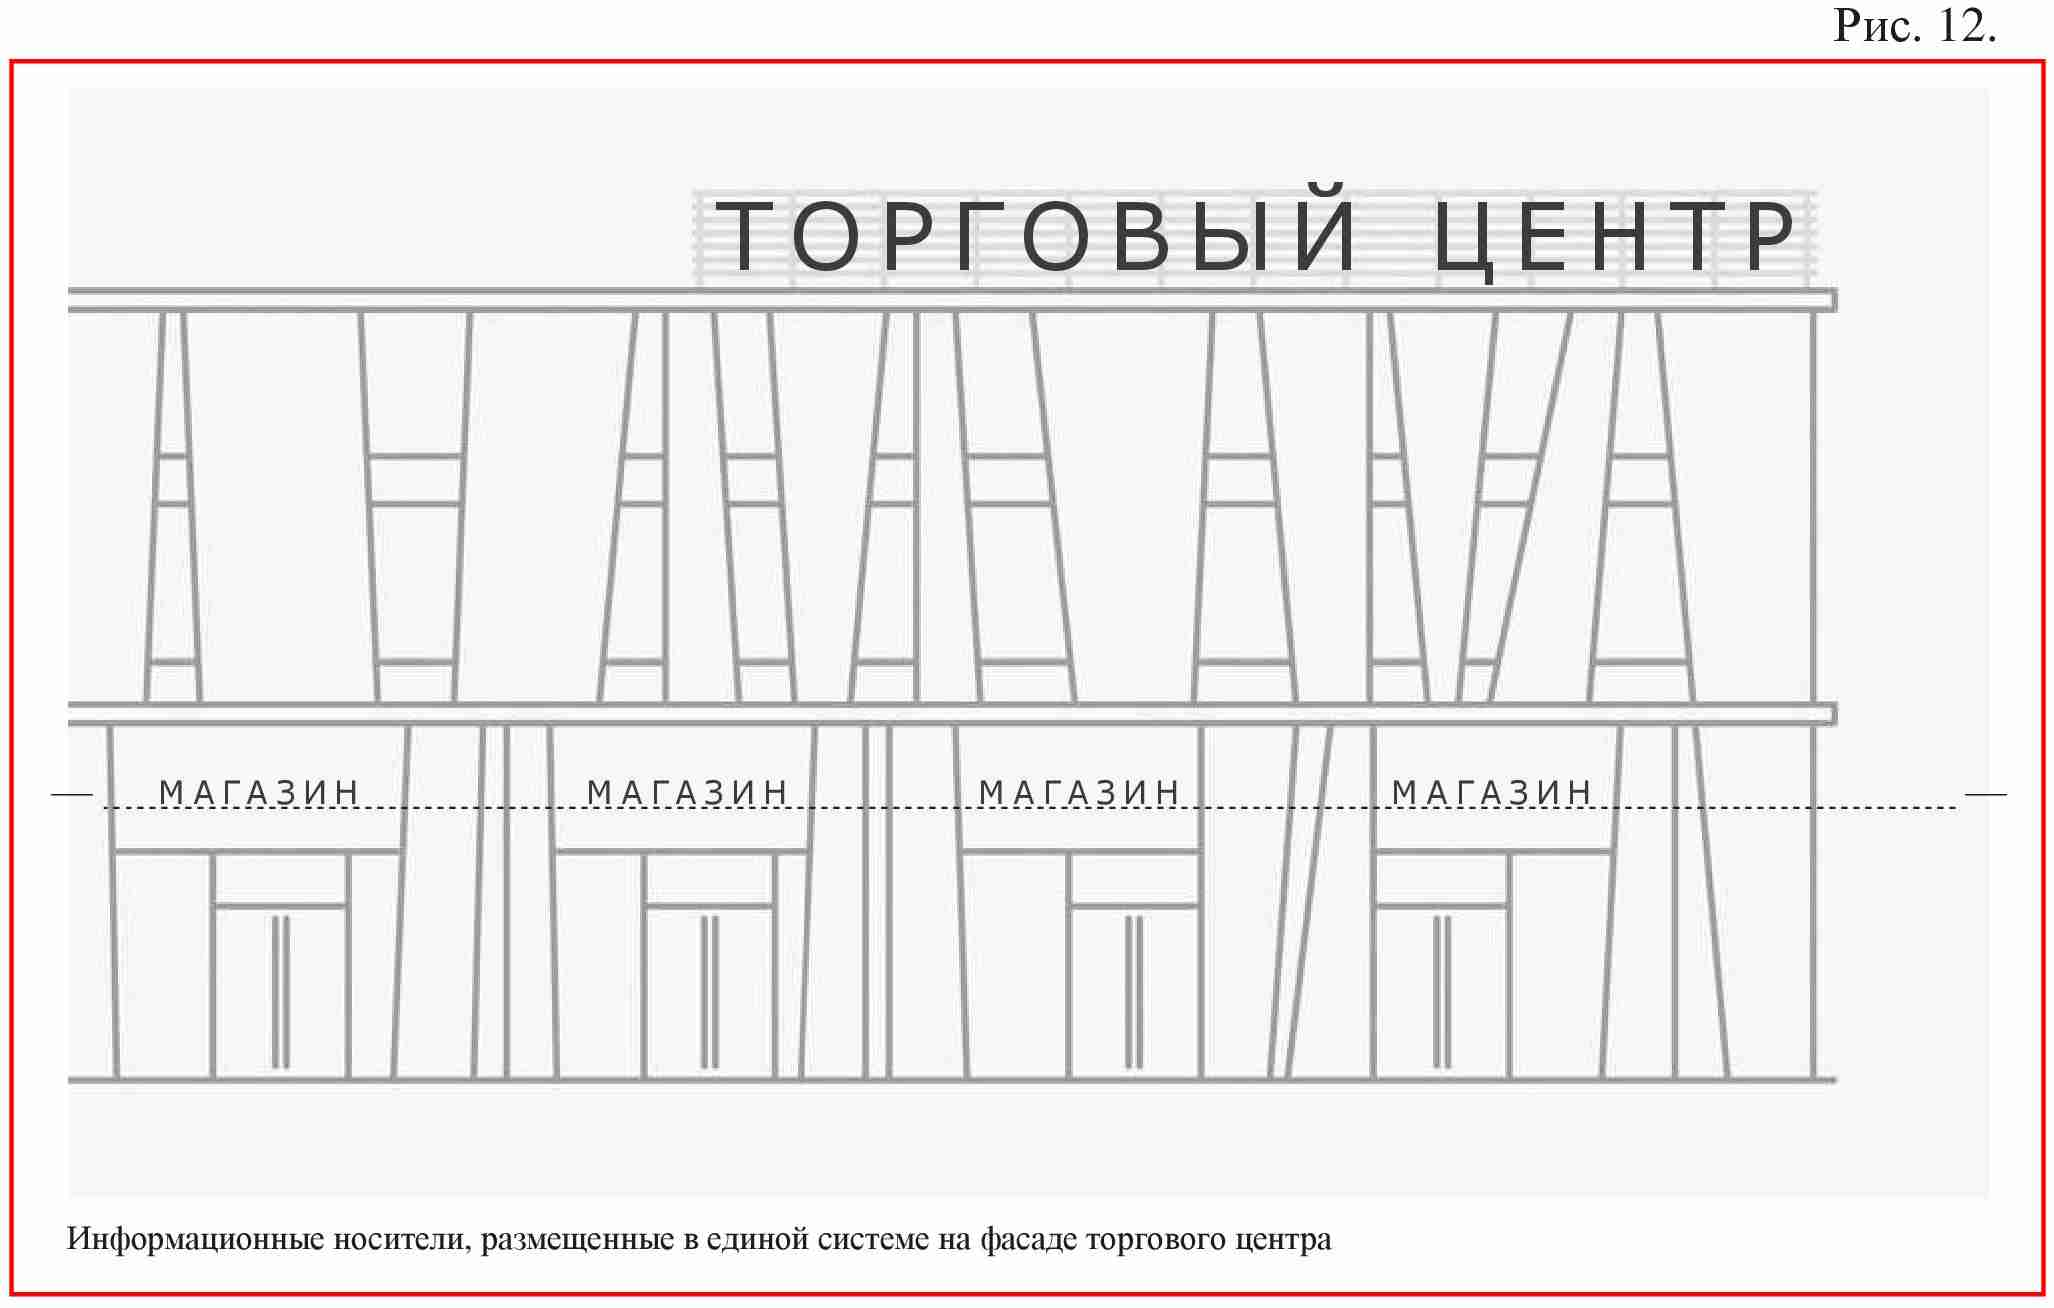 Рис. 12.
ТОРГОВЫЙ ЦЕНТР
МАГАЗИН МАГАЗИН МАГАЗИН МАГАЗИН
Информационные носители, размещенные в единой системе на фасаде торгового центра